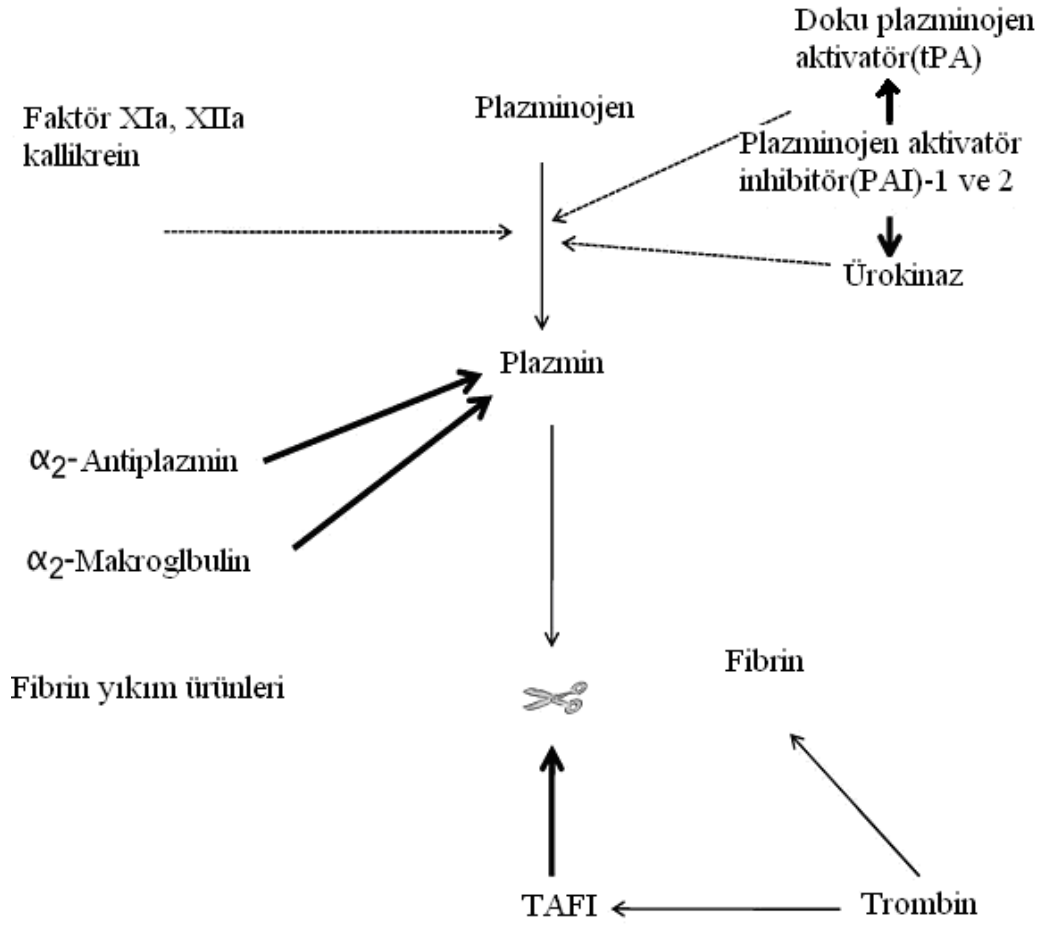 Doku plazminojen
aktivatör(tPA)
Faktör XIa, XIIa
kallikrein
Plazminojen
Plazminojen aktivatör
inhibitör(PAI)-1 ve 2
Ürokinaz
Plazmin
α2-Antiplazmin
α2-Makroglbulin
Fibrin yıkım ürünleri
Fibrin
TAFI
Trombin